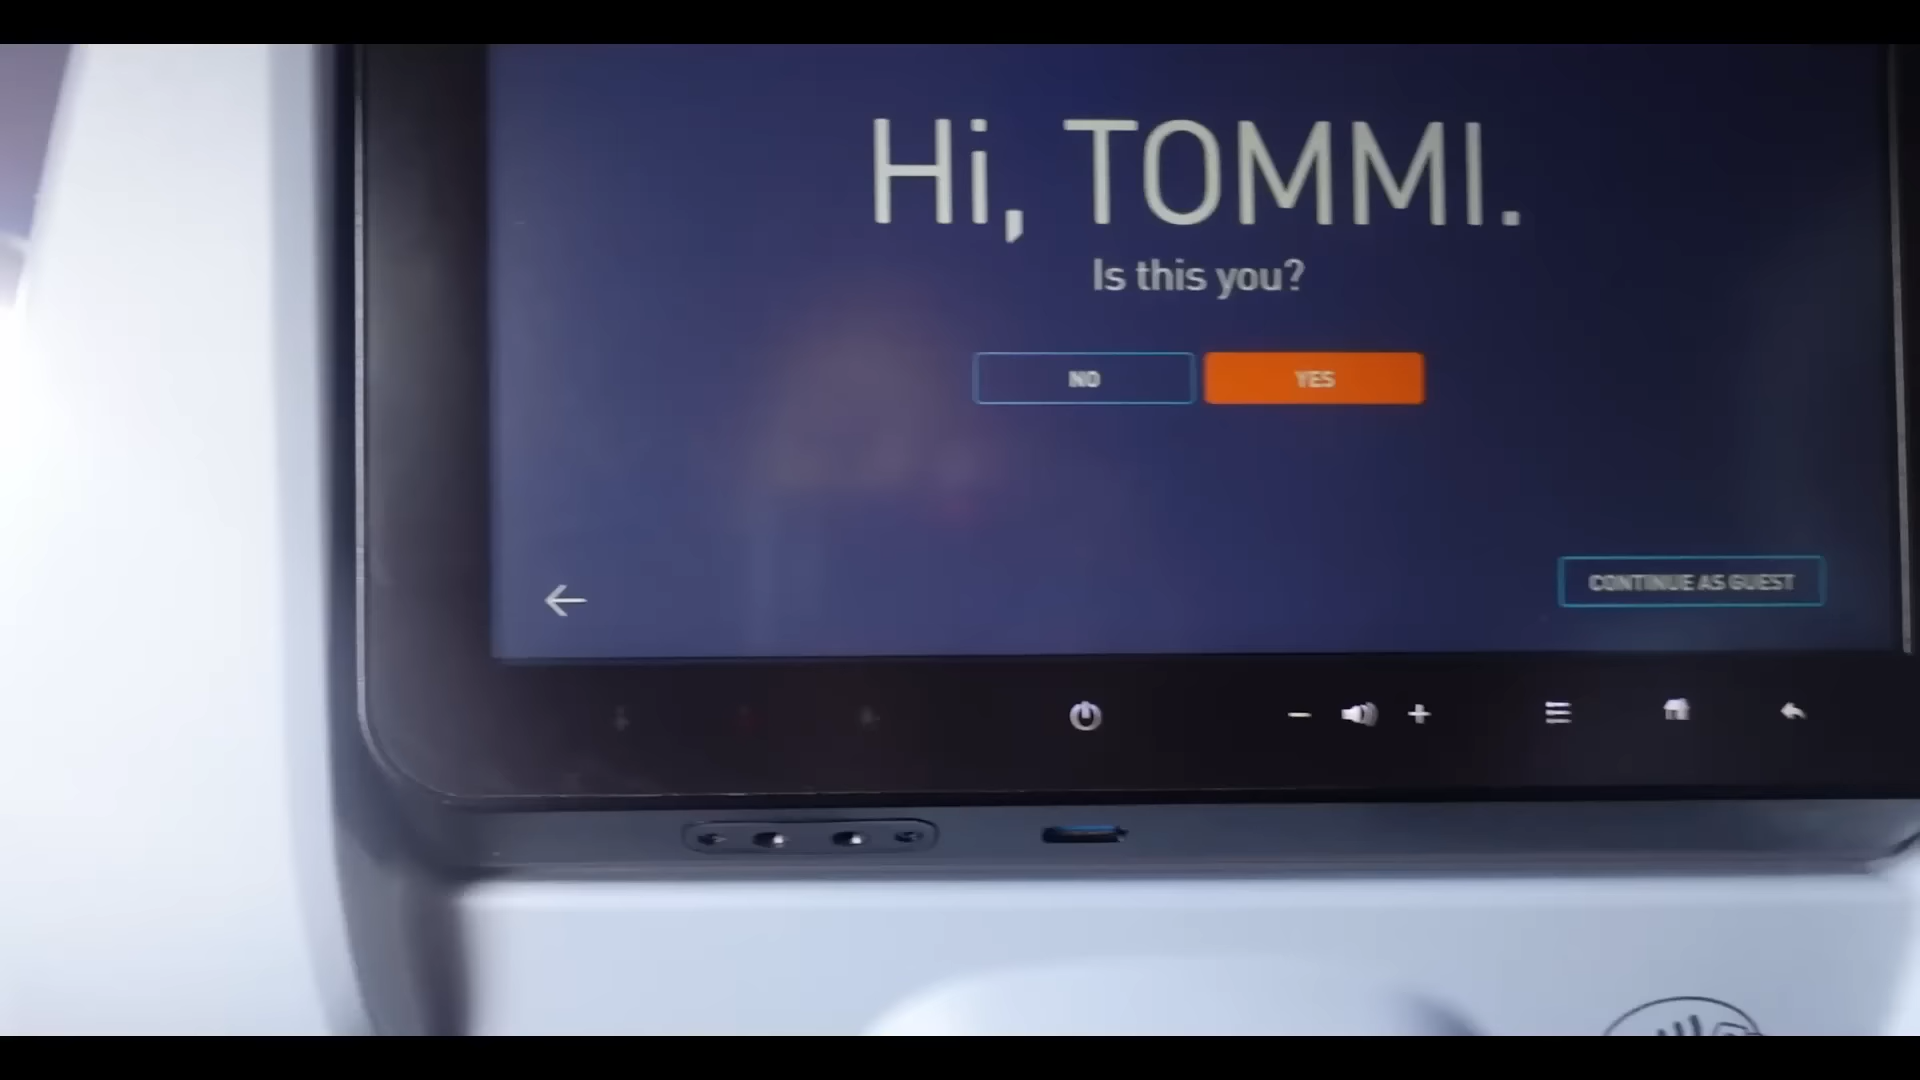 Hi, TOMMI.
Is this you?
NO
YES
CONTINUE AS GUEST